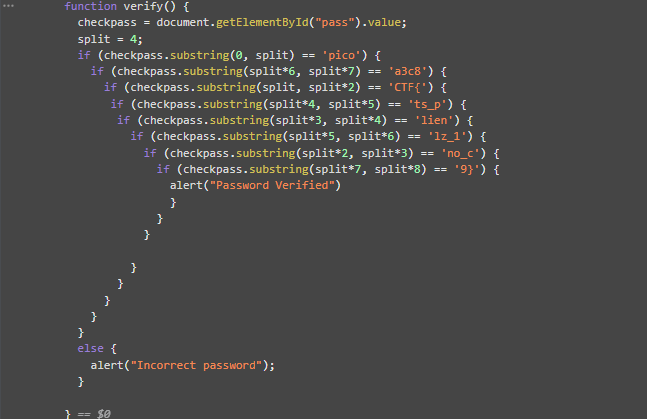 function verify() {
checkpass = document.getElementById("pass").value;
split = 4;
if (checkpass.substring(0, split) == 'pico') {
if (checkpass.substring(split*6, split*7) == 'a3c8') {
if (checkpass.substring(split, split*2) == 'CTF{') {
if (checkpass.substring(split*4, split*5) == 'ts_p') {
if (checkpass.substring(split*3, split*4) == 'lien') {
if (checkpass.substring(split*5, split*6) == 'lz_1') {
if (checkpass.substring(split*2, split*3) == 'no_c') {
if (checkpass.substring(split*7, split*8) == '9}') {
alert("Password Verified")
}
}
}
}
}
}
}
}
else {
alert("Incorrect password");
}
} == $0